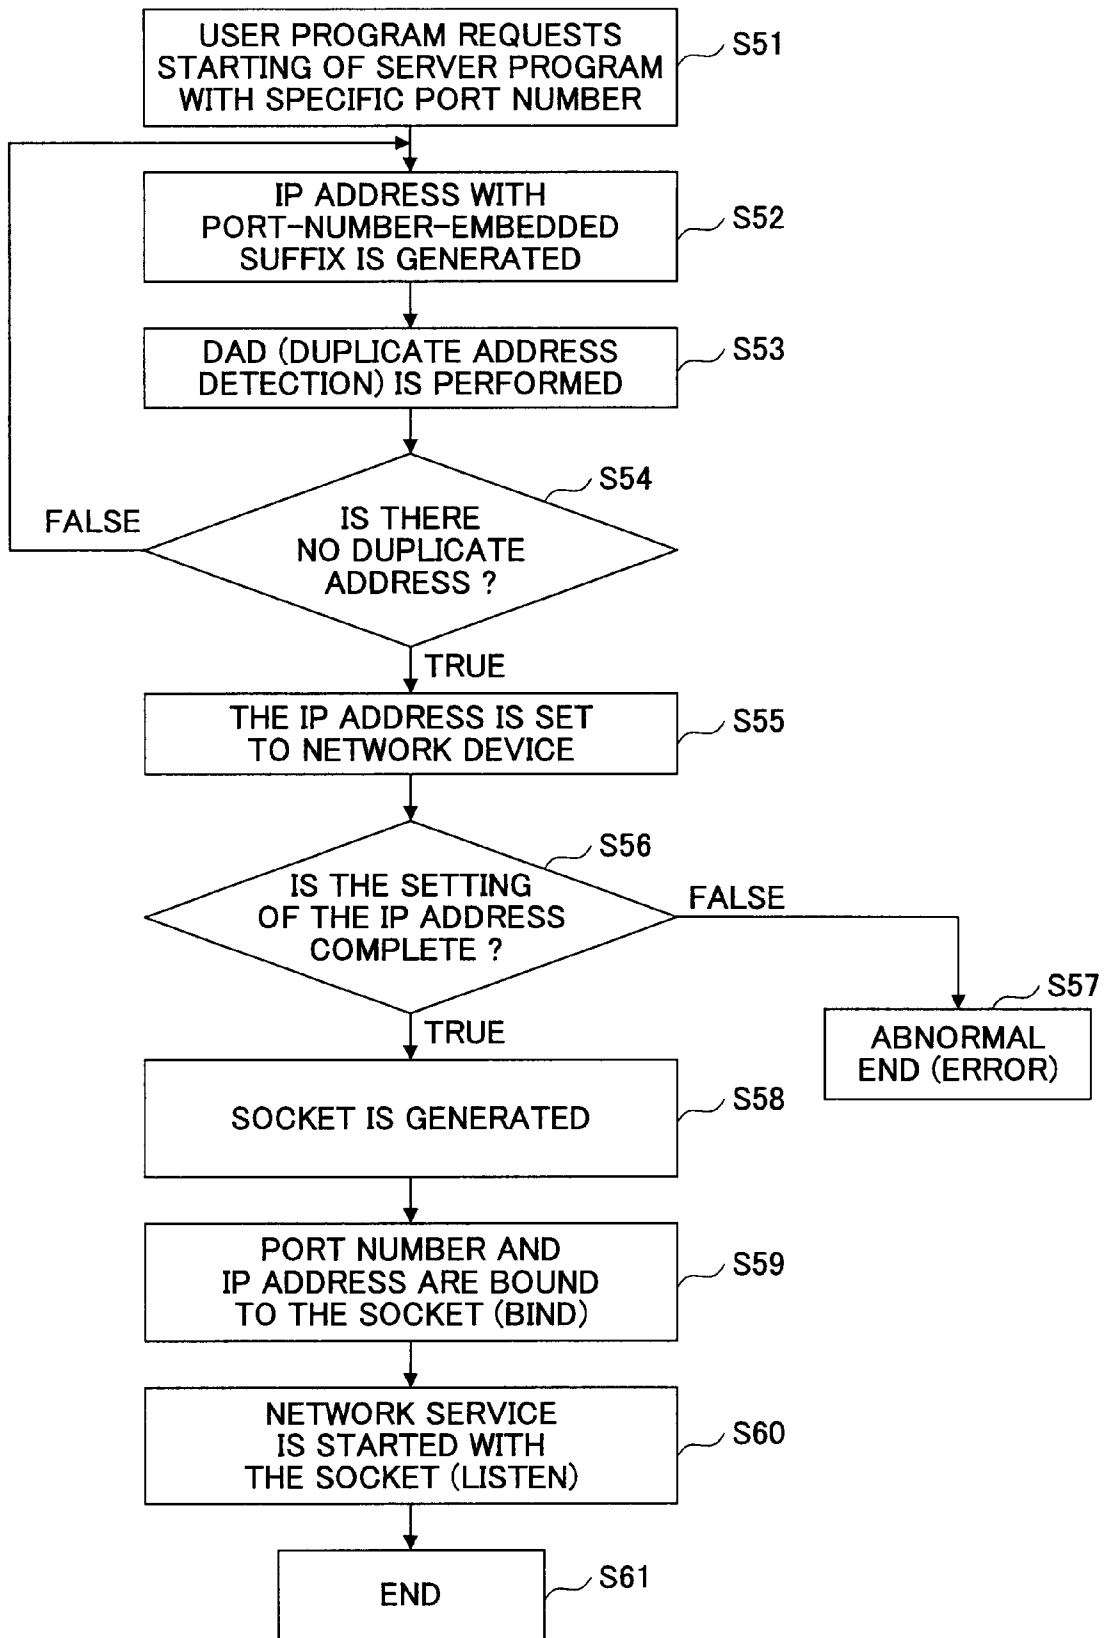 USER PROGRAM REQUESTS
STARTING OF SERVER PROGRAM
WITH SPECIFIC PORT NUMBER
S51
IP ADDRESS WITH
PORT-NUMBER-EMBEDDED
SUFFIX IS GENERATED
S52
DAD (DUPLICATE ADDRESS
DETECTION) IS PERFORMED
S53
S54
FALSE
IS THERE
NO DUPLICATE
ADDRESS ?
TRUE
THE IP ADDRESS IS SET
TO NETWORK DEVICE
S55
S56
IS THE SETTING
OF THE IP ADDRESS
COMPLETE ?
FALSE
S57
ABNORMAL
END (ERROR)
TRUE
SOCKET IS GENERATED
S58
PORT NUMBER AND
IP ADDRESS ARE BOUND
TO THE SOCKET (BIND)
S59
NETWORK SERVICE
IS STARTED WITH
THE SOCKET (LISTEN)
S60
END
S61